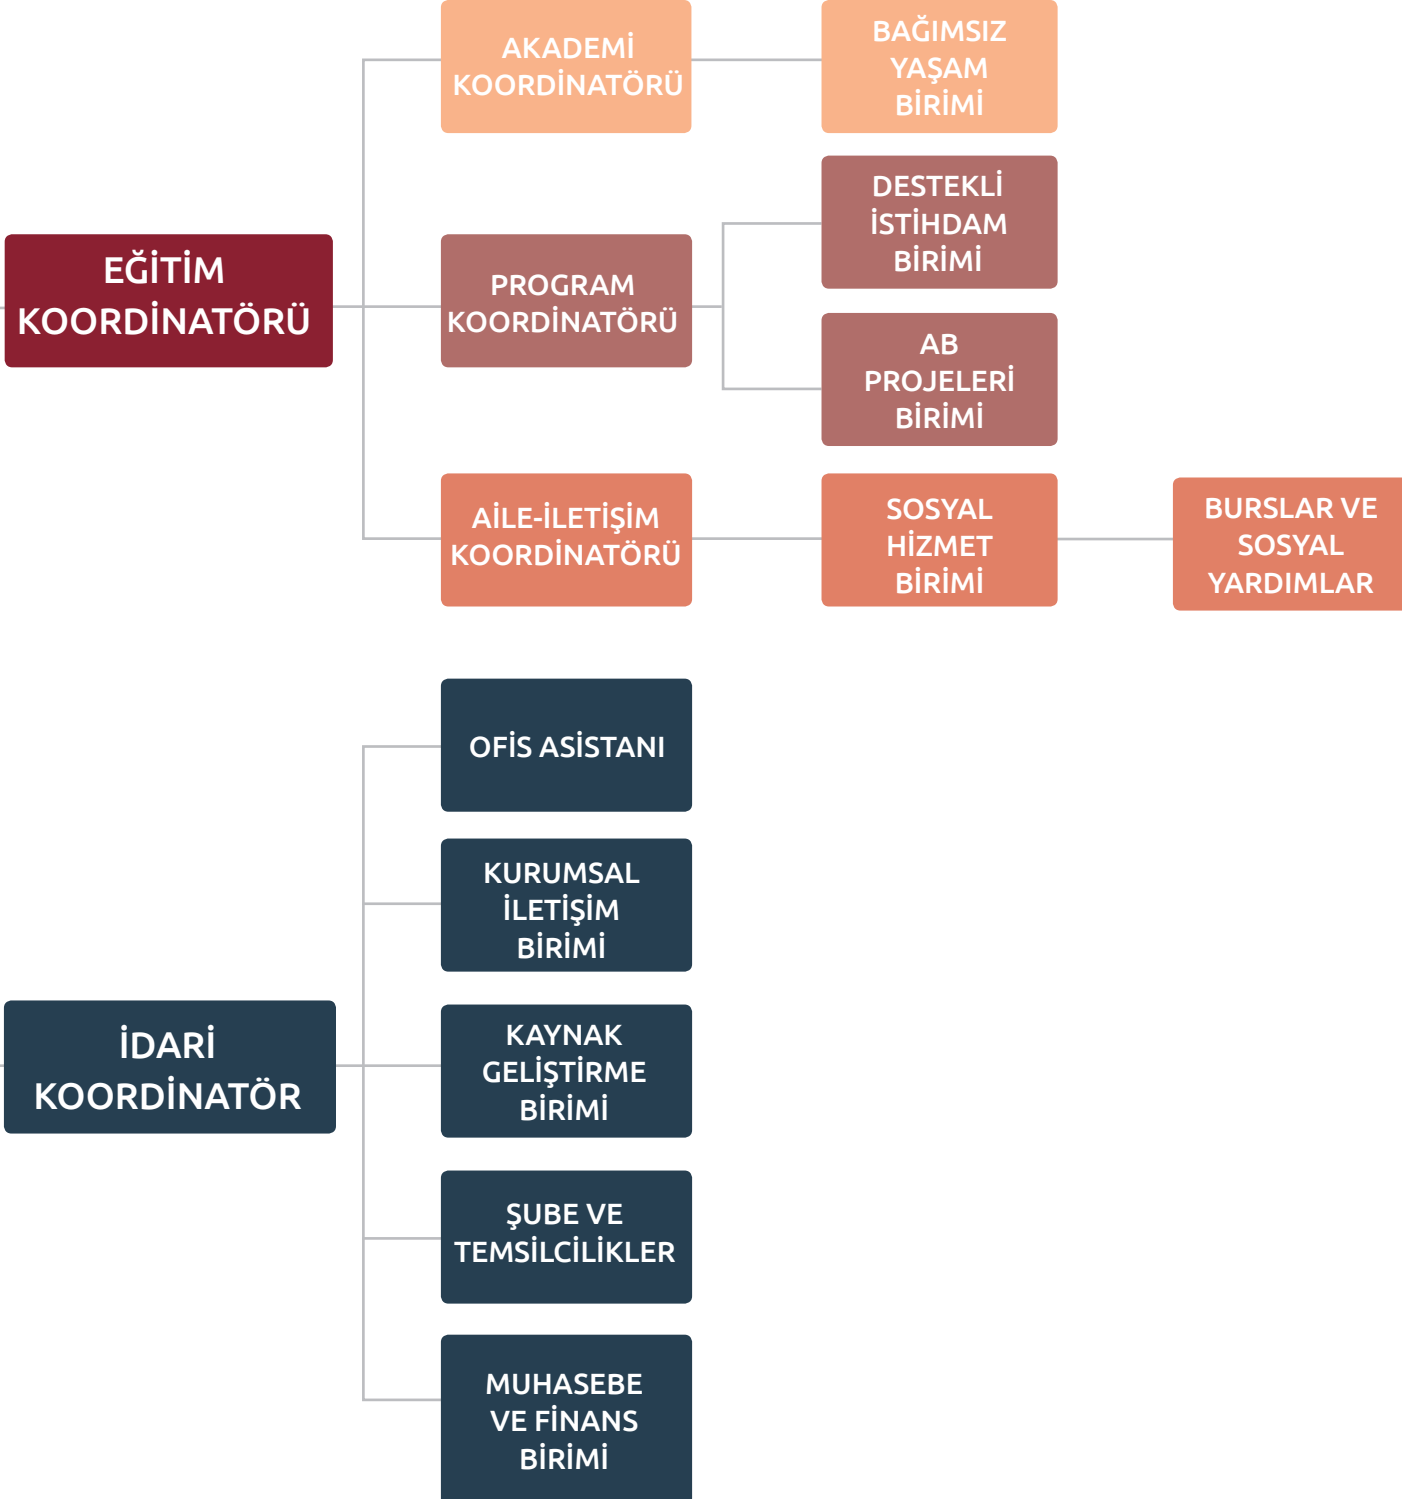 AKADEMİ
KOORDİNATÖRÜ
BAĞIMSIZ
YAŞAM
BİRİMİ
EĞİTİM
KOORDİNATÖRÜ
PROGRAM
KOORDİNATÖRÜ
DESTEKLİ
İSTİHDAM
BİRİMİ
AB
PROJELERİ
BİRİMİ
AİLE-İLETİŞİM
KOORDİNATÖRÜ
SOSYAL
HİZMET
BİRİMİ
BURSLAR VE
SOSYAL
YARDIMLAR
İDARİ
KOORDİNATÖR
OFİS ASİSTANI
KURUMSAL
İLETİŞİM
BİRİMİ
KAYNAK
GELİŞTİRME
BİRİMİ
ŞUBE VE
TEMSİLCİLİKLER
MUHASEBE
VE FİNANS
BİRİMİ